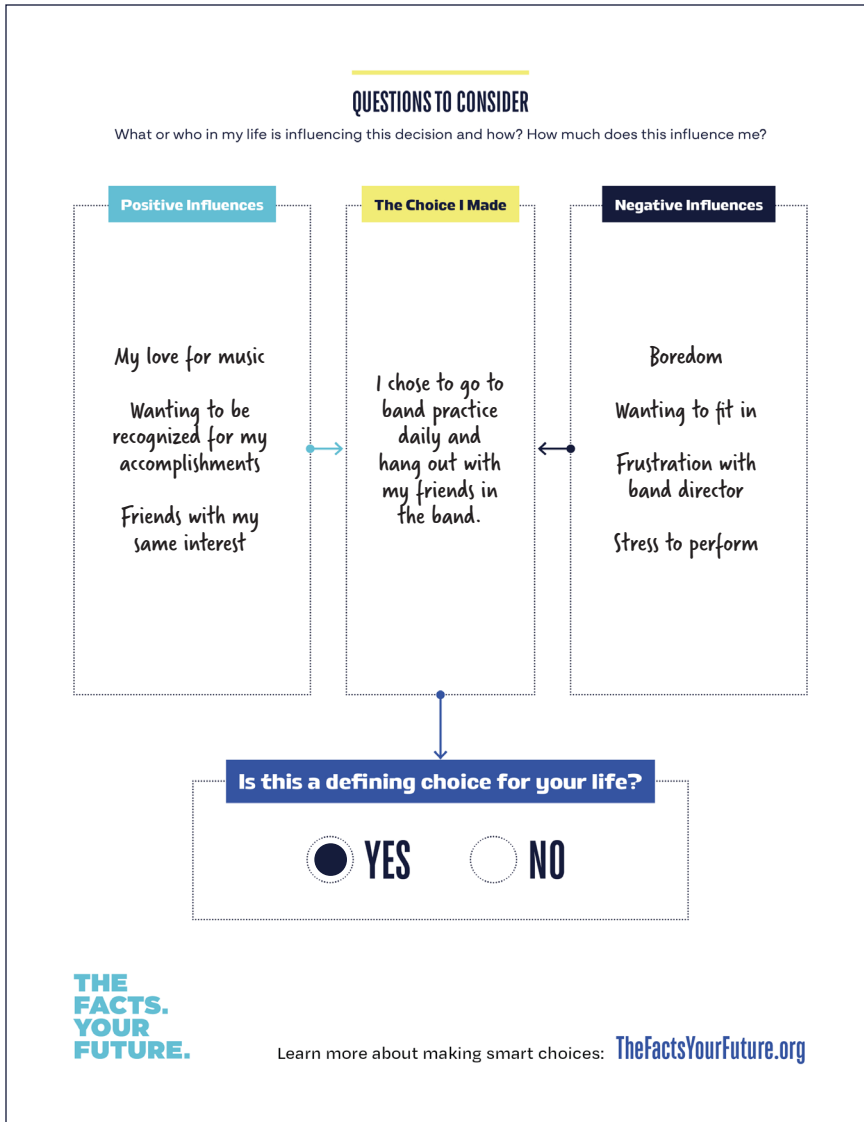 QUESTIONS TO CONSIDER
What or who in my life is influencing this decision and how? How much does this influence me?
Positive Influences
My love for music
Wanting to be
recognized for my
accomplishments
Friends with my
same interest
The Choice I Made
I chose to go to
band practice
daily and
hang out with
my friends in
the band.
Negative Influences
Boredom
Wanting to fit in
Frustration with
band director
Stress to perform
Is this a defining choice for your life?
YES
NO
THE
FACTS.
YOUR
FUTURE.
Learn more about making smart choices: TheFactsYourFuture.org